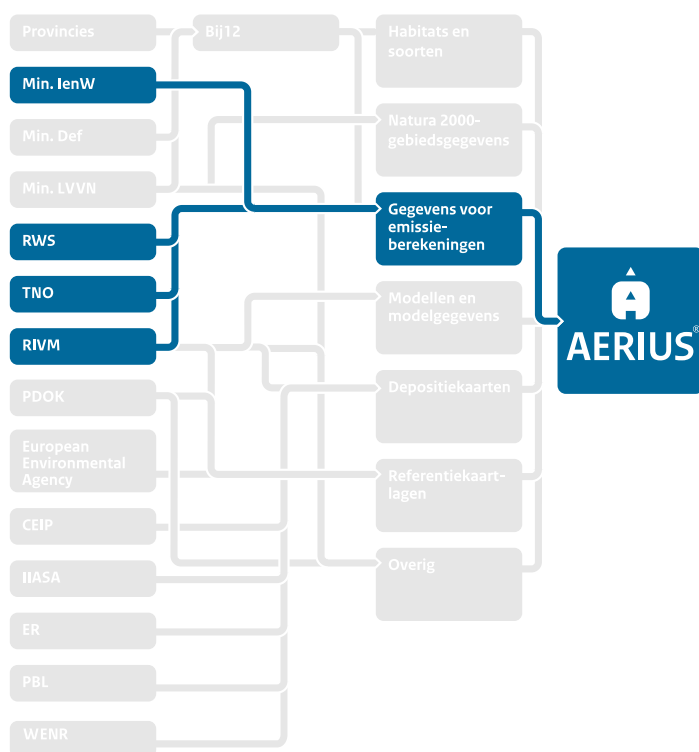 Provincies
Bij12
Habitats en
soorten
Min. IenW
Min. Def
Natura 2000-
gebiedsgegevens
Min. LVVN
RWS
Gegevens voor
emissie-
berekeningen
TNO
RIVM
Modellen en
modelgegevens
AERIUS®
PDOK
Depositiekaarten
European
Environmental
Agency
Referentiekaart-
lagen
CEIP
IIASA
Overig
ER
PBL
WENR